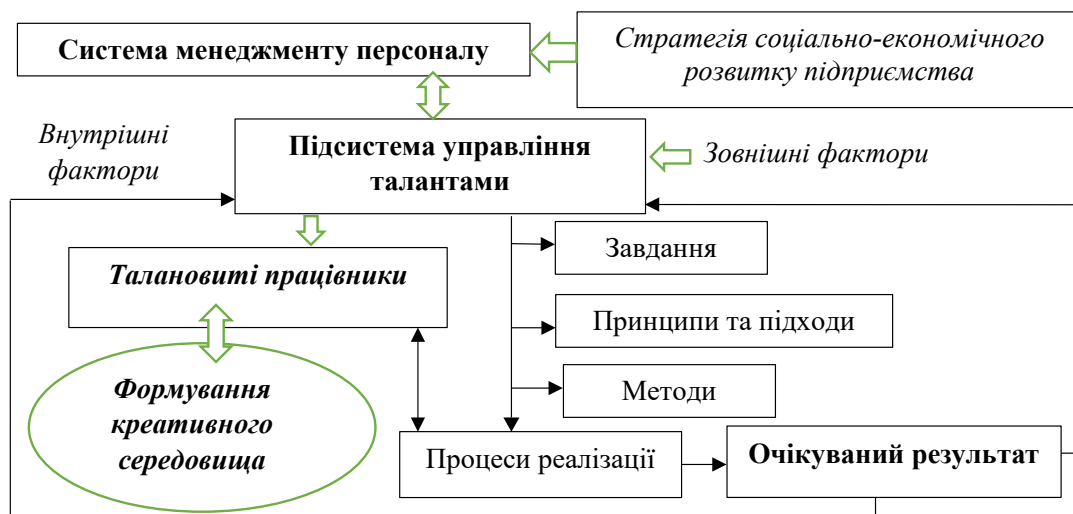 Система менеджменту персоналу
Стратегія соціально-економічного
розвитку підприємства
Внутрішні
фактори
Підсистема управління
талантами
Зовнішні фактори
Завдання
Талановиті працівники
Принципи та підходи
Методи
Формування
креативного
середовища
Процеси реалізації
Очікуваний результат